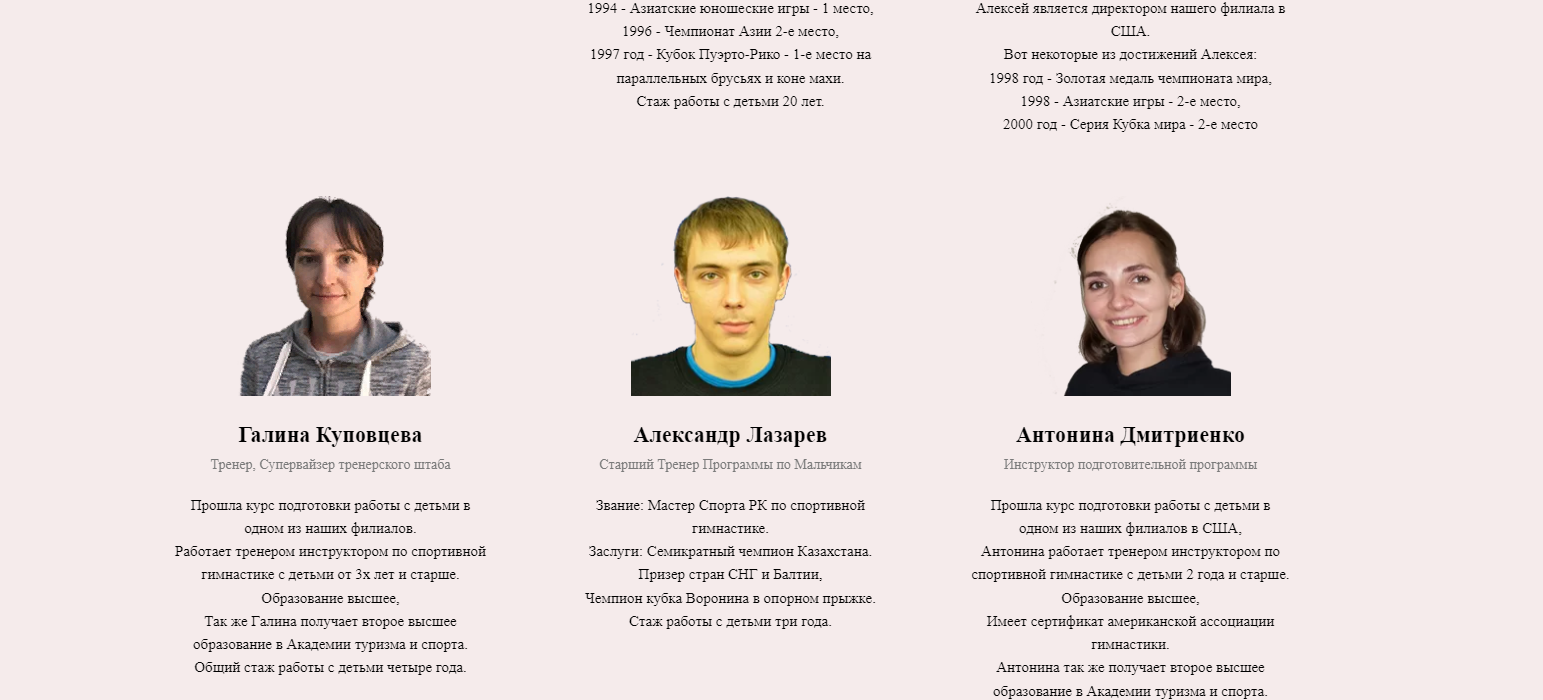 1994 - Азиатские юношеские игры - 1 место,
1996 - Чемпионат Азии 2-е место,
1997 год - Кубок Пуэрто-Рико - 1-е место на
параллельных брусьях и коне махи.
Стаж работы с детьми 20 лет.
Алексей является директором нашего филиала в
США.
Вот некоторые из достижений Алексея:
1998 год - Золотая медаль чемпионата мира,
1998 - Азиатские игры - 2-е место,
2000 год - Серия Кубка мира - 2-е место
Галина Куповцева
Тренер, Супервайзер тренерского штаба
Прошла курс подготовки работы с детьми в
одном из наших филиалов.
Работает тренером инструктором по спортивной
гимнастике с детьми от 3х лет и старше.
Образование высшее,
Так же Галина получает второе высшее
образование в Академии туризма и спорта.
Общий стаж работы с детьми четыре года.
Александр Лазарев
Старший Тренер Программы по Мальчикам
Звание: Мастер Спорта РК по спортивной
гимнастике.
Заслуги: Семикратный чемпион Казахстана.
Призер стран СНГ и Балтии,
Чемпион кубка Воронина в опорном прыжке.
Стаж работы с детьми три года.
Антонина Дмитриенко
Инструктор подготовительной программы
Прошла курс подготовки работы с детьми в
одном из наших филиалов в США,
Антонина работает тренером инструктором по
спортивной гимнастике с детьми 2 года и старше.
Образование высшее,
Имеет сертификат американской ассоциации
гимнастики.
Антонина так же получает второе высшее
образование в Академии туризма и спорта.